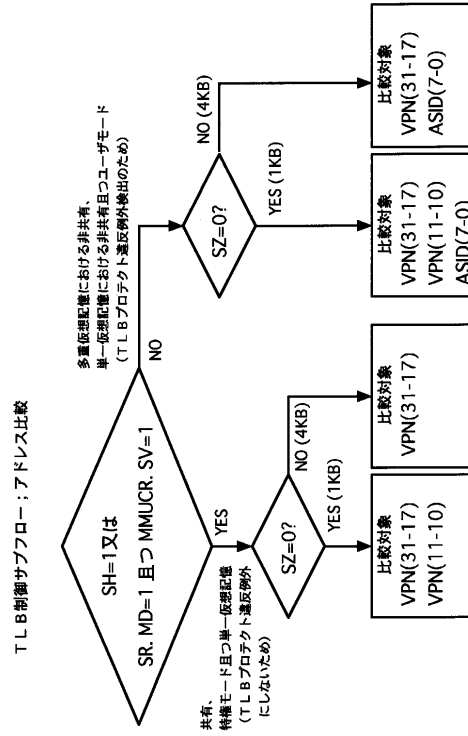 TLB制御サブフロー;アドレス比較
SH=1又は
SR. MD=1 且つ MMUCR. SV=1
多重仮想記憶における非共有、
単一仮想記憶における非共有且つユーザモード
(TLBプロテクト違反例外検出のため)
NO
YES
共有、
特権モード且つ単一仮想記憶
(TLBプロテクト違反例外
にしないため)
SZ=0?
NO (4KB)
YES (1KB)
SZ=0?
NO (4KB)
YES (1KB)
比較対象
VPN(31-17)
VPN(11-10)
比較対象
VPN(31-17)
比較対象
VPN(31-17)
VPN(11-10)
ASID(7-0)
比較対象
VPN(31-17)
ASID(7-0)